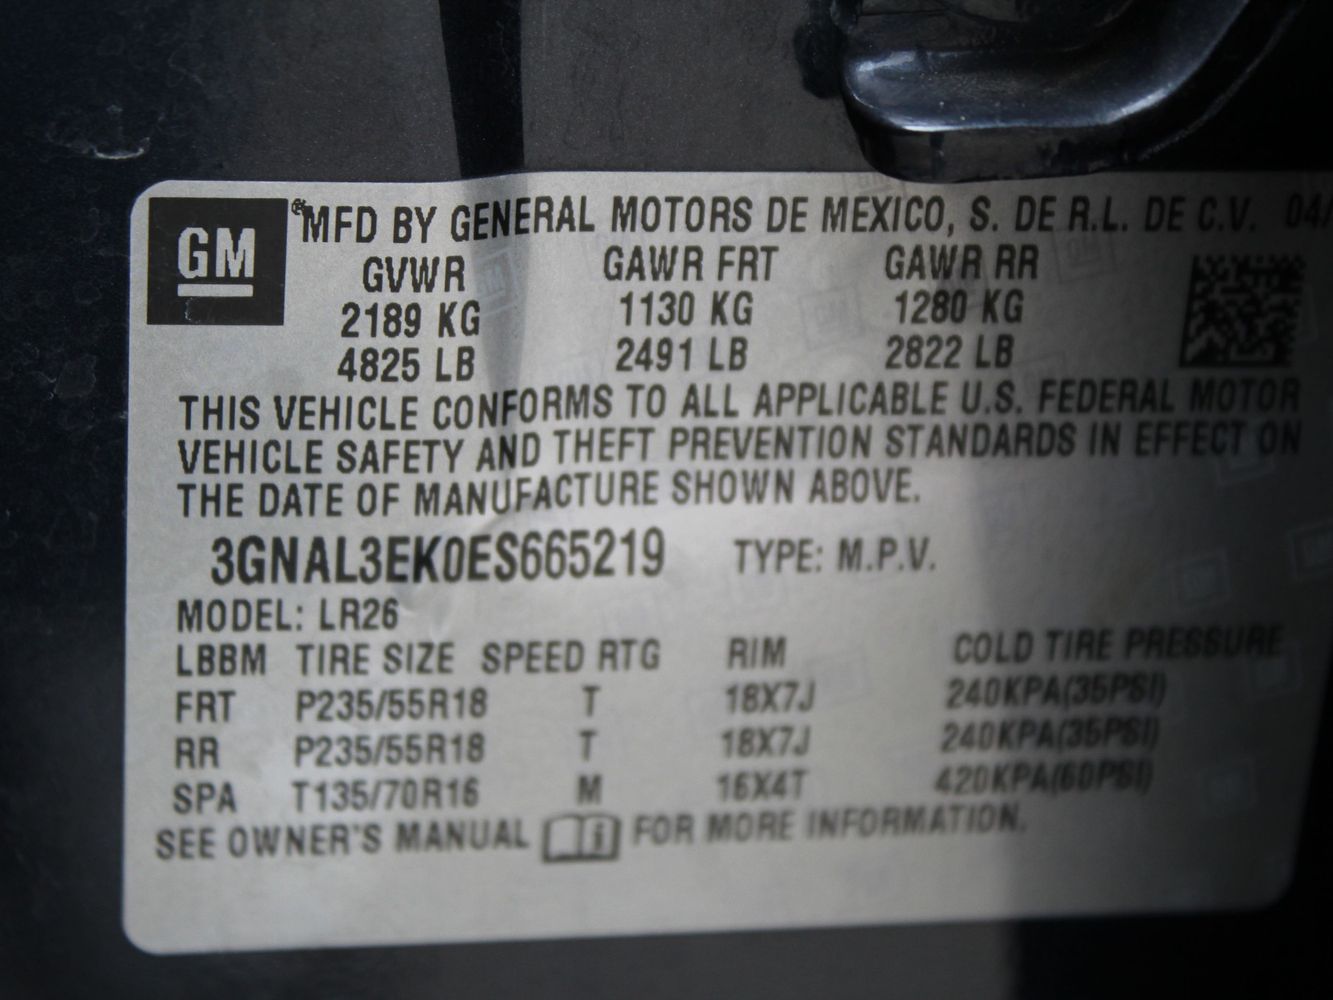 GM
® MFD BY GENERAL MOTORS DE MEXICO, S. DE R.L. DE C.V. 04/
GVWR GAWR FRT GAWR RR
2189 KG 1130 KG 1280 KG
4825 LB 2491 LB 2822 LB
THIS VEHICLE CONFORMS TO ALL APPLICABLE U.S. FEDERAL MOTOR
VEHICLE SAFETY AND THEFT PREVENTION STANDARDS IN EFFECT ON
THE DATE OF MANUFACTURE SHOWN ABOVE.
3GNAL3EK0ES665219 TYPE: M.P.V.
MODEL: LR26
LBBM TIRE SIZE SPEED RTG RIM COLD TIRE PRESSURE
FRT P235/55R18 T 18X7J 240KPA(35PSI)
RR P235/55R18 T 18X7J 240KPA(35PSI)
SPA T135/70R16 M 16X4T 420KPA(60PSI)
SEE OWNER'S MANUAL i FOR MORE INFORMATION.